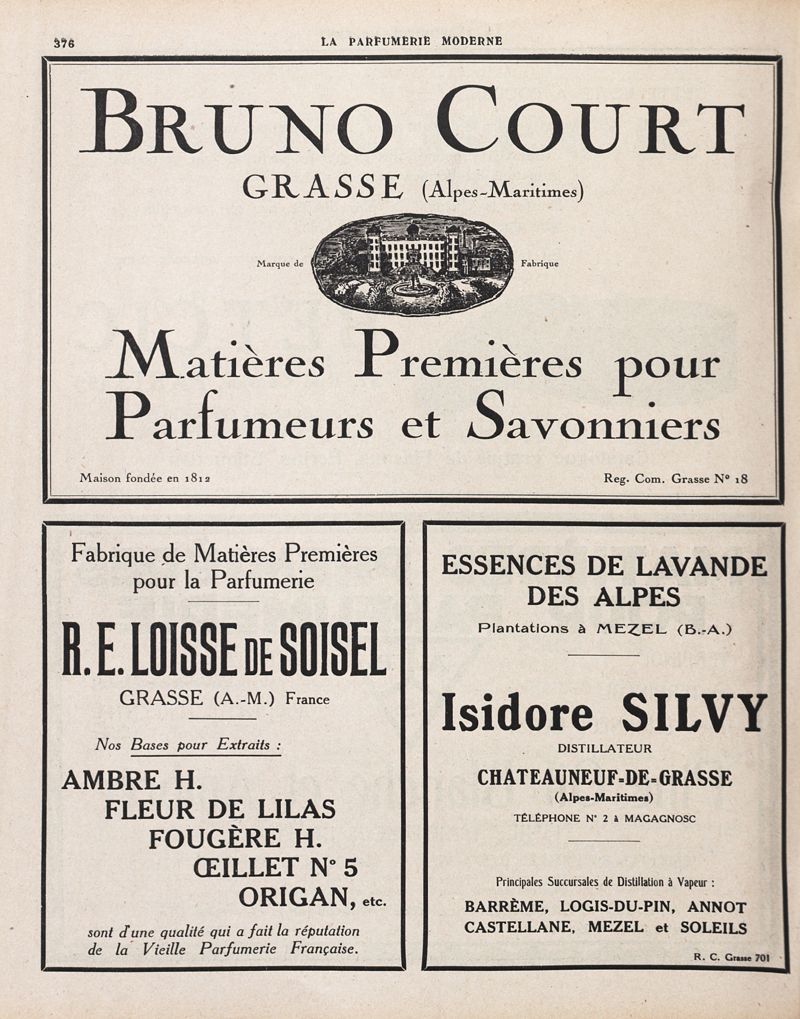 376
LA PARFUMERIE MODERNE
BRUNO COURT
GRASSE (Alpes-Maritimes)
Marque de Fabrique
Matières Premières pour
Parfumeurs et Savonniers
Maison fondée en 1812 Reg. Com. Grasse Nº 18
Fabrique de Matières Premières
pour la Parfumerie
R. E. LOISSE DE SOISEL
GRASSE (A.-M.) France
Nos Bases pour Extraits :
AMBRE H.
FLEUR DE LILAS
FOUGÈRE H.
ŒILLET Nº 5
ORIGAN, etc.
sont d'une qualité qui a fait la réputation
de la Vieille Parfumerie Française.
ESSENCES DE LAVANDE
DES ALPES
Plantations à MEZEL (B.-A.)
Isidore SILVY
DISTILLATEUR
CHATEAUNEUF-DE-GRASSE
(Alpes-Maritimes)
TÉLÉPHONE Nº 2 à MAGAGNOSC
Principales Succursales de Distillation à Vapeur :
BARRÈME, LOGIS-DU-PIN, ANNOT
CASTELLANE, MEZEL et SOLEILS
R. C. Grasse 701